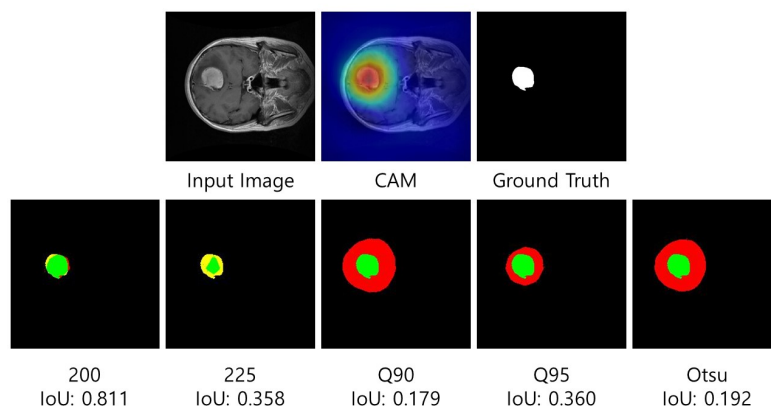 Input Image
CAM
Ground Truth
200
225
Q90
Q95
Otsu
IoU: 0.811
IoU: 0.358
IoU: 0.179
IoU: 0.360
IoU: 0.192